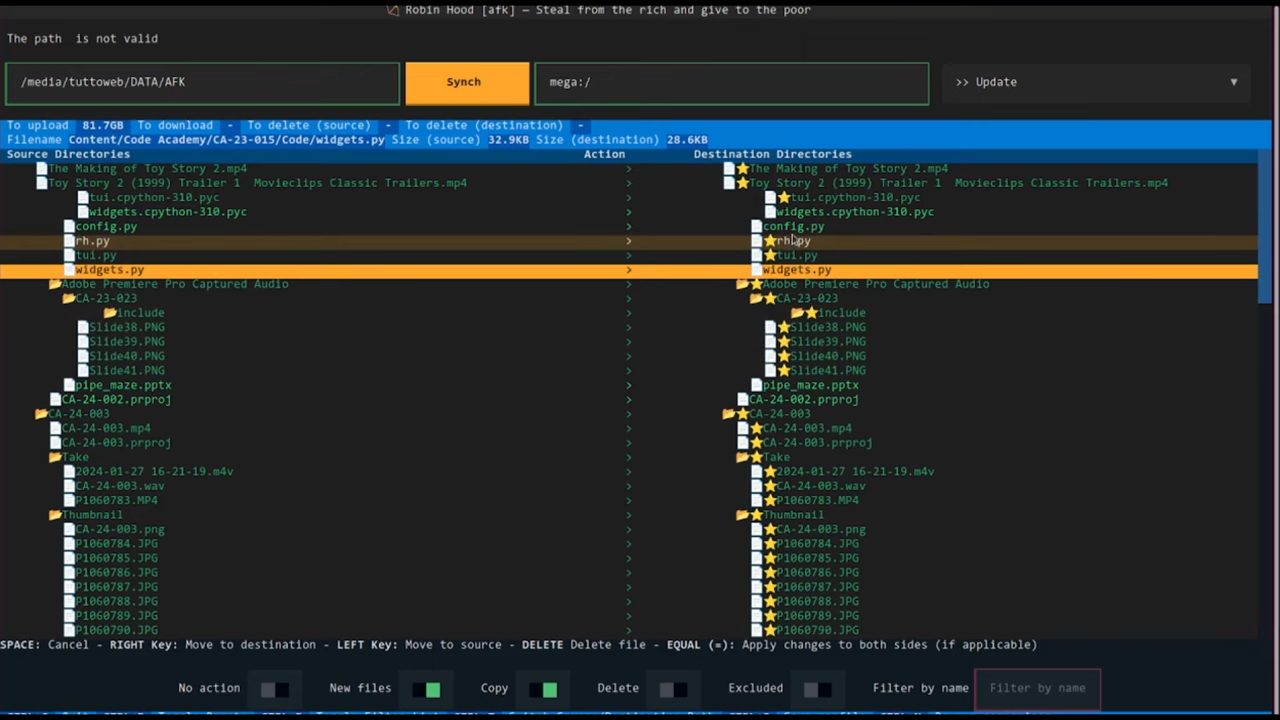 Robin Hood [afk] — Steal from the rich and give to the poor
The path  is not valid
/media/tuttoweb/DATA/AFK Synch mega:/ >> Update ▼
To upload 81.7GB To download - To delete (source) - To delete (destination) -
Filename Content/Code Academy/CA-23-015/Code/widgets.py Size (source) 32.9KB Size (destination) 28.6KB
Source Directories Action Destination Directories
The Making of Toy Story 2.mp4 > The Making of Toy Story 2.mp4
Toy Story 2 (1999) Trailer 1  Movieclips Classic Trailers.mp4 > Toy Story 2 (1999) Trailer 1  Movieclips Classic Trailers.mp4
tui.cpython-310.pyc > tui.cpython-310.pyc
widgets.cpython-310.pyc > widgets.cpython-310.pyc
config.py > config.py
rh.py > rh.py
tui.py > tui.py
widgets.py > widgets.py
Adobe Premiere Pro Captured Audio > Adobe Premiere Pro Captured Audio
CA-23-023 > CA-23-023
include > include
Slide38.PNG > Slide38.PNG
Slide39.PNG > Slide39.PNG
Slide40.PNG > Slide40.PNG
Slide41.PNG > Slide41.PNG
pipe_maze.pptx > pipe_maze.pptx
CA-24-002.prproj > CA-24-002.prproj
CA-24-003 > CA-24-003
CA-24-003.mp4 > CA-24-003.mp4
CA-24-003.prproj > CA-24-003.prproj
Take > Take
2024-01-27 16-21-19.m4v > 2024-01-27 16-21-19.m4v
CA-24-003.wav > CA-24-003.wav
P1060783.MP4 > P1060783.MP4
Thumbnail > Thumbnail
CA-24-003.png > CA-24-003.png
P1060784.JPG > P1060784.JPG
P1060785.JPG > P1060785.JPG
P1060786.JPG > P1060786.JPG
P1060787.JPG > P1060787.JPG
P1060788.JPG > P1060788.JPG
P1060789.JPG > P1060789.JPG
P1060790.JPG > P1060790.JPG
SPACE: Cancel - RIGHT Key: Move to destination - LEFT Key: Move to source - DELETE Delete file - EQUAL (=): Apply changes to both sides (if applicable)
No action New files Copy Delete Excluded Filter by name Filter by name